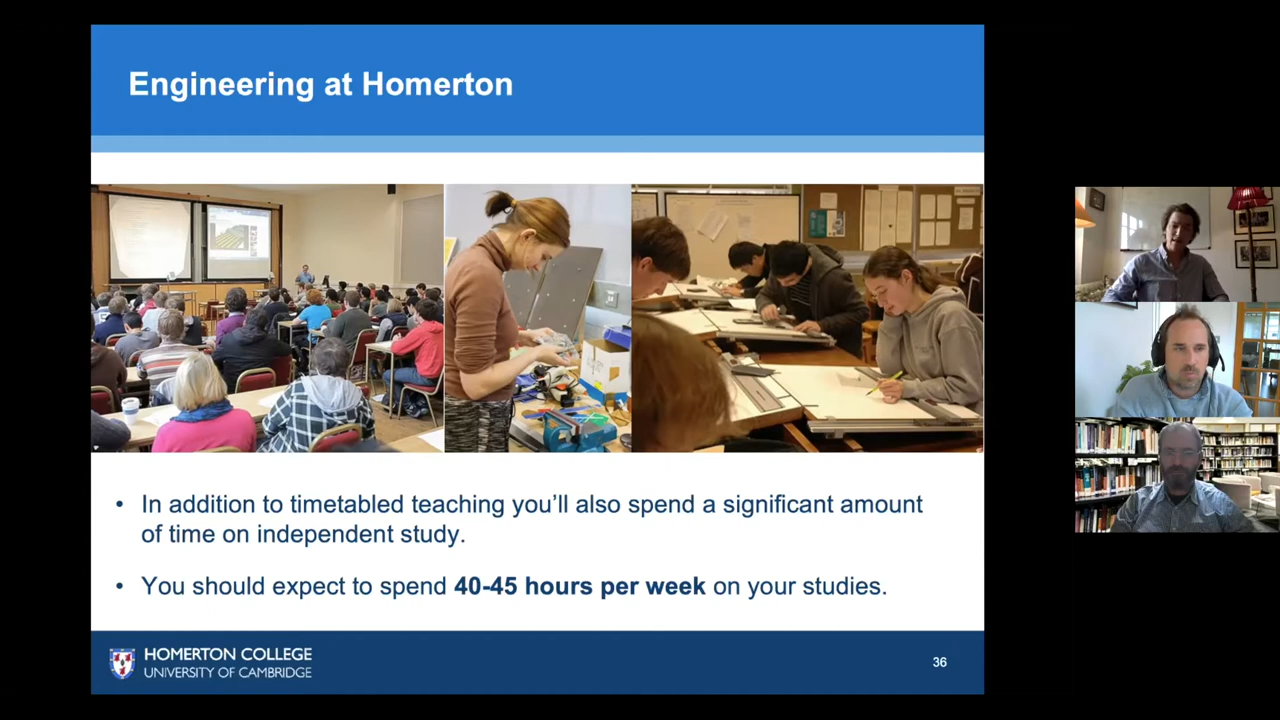 Engineering at Homerton
• In addition to timetabled teaching you'll also spend a significant amount
of time on independent study.
• You should expect to spend 40-45 hours per week on your studies.
HOMERTON COLLEGE
UNIVERSITY OF CAMBRIDGE
36